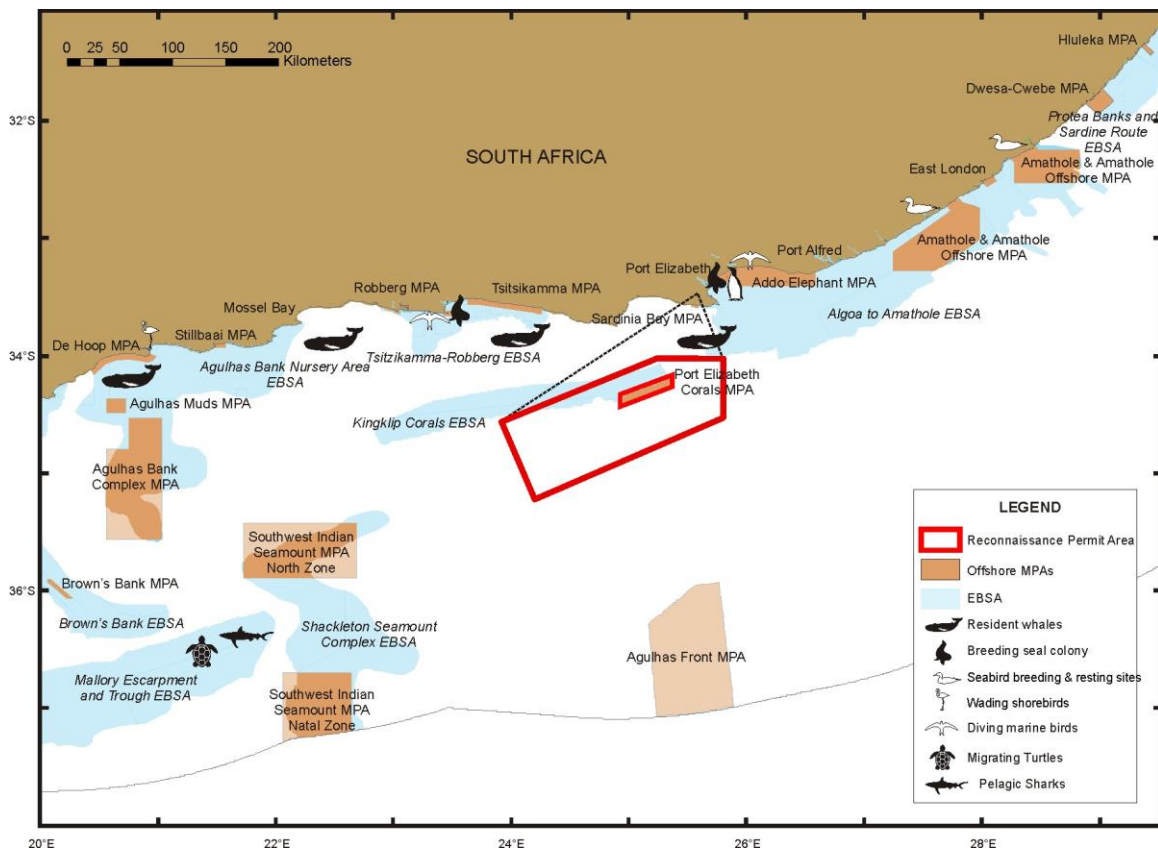 0 25 50 100 150 200
Kilometers
Hluleka MPA
Dwesa-Cwebe MPA
32°S
Protea Banks and
Sardine Route
EBSA
SOUTH AFRICA
East London
Amathole & Amathole
Offshore MPA
Port Alfred
Amathole & Amathole
Offshore MPA
Port Elizabeth
Addo Elephant MPA
Robberg MPA
Tsitsikamma MPA
Mossel Bay
Sardinia Bay MPA
Algoa to Amathole EBSA
Stillbaai MPA
De Hoop MPA
34°S
Tsitzikamma-Robberg EBSA
Agulhas Bank Nursery Area
EBSA
Port Elizabeth
Corals MPA
Agulhas Muds MPA
Kingklip Corals EBSA
Agulhas Bank
Complex MPA
Southwest Indian
Seamount MPA
North Zone
Brown's Bank MPA
36°S
Brown's Bank EBSA
Shackleton Seamount
Complex EBSA
Agulhas Front MPA
Mallory Escarpment
and Trough EBSA
Southwest Indian
Seamount MPA
Natal Zone
LEGEND
Reconnaissance Permit Area
Offshore MPAs
EBSA
Resident whales
Breeding seal colony
Seabird breeding & resting sites
Wading shorebirds
Diving marine birds
Migrating Turtles
Pelagic Sharks
20°E 22°E 24°E 26°E 28°E